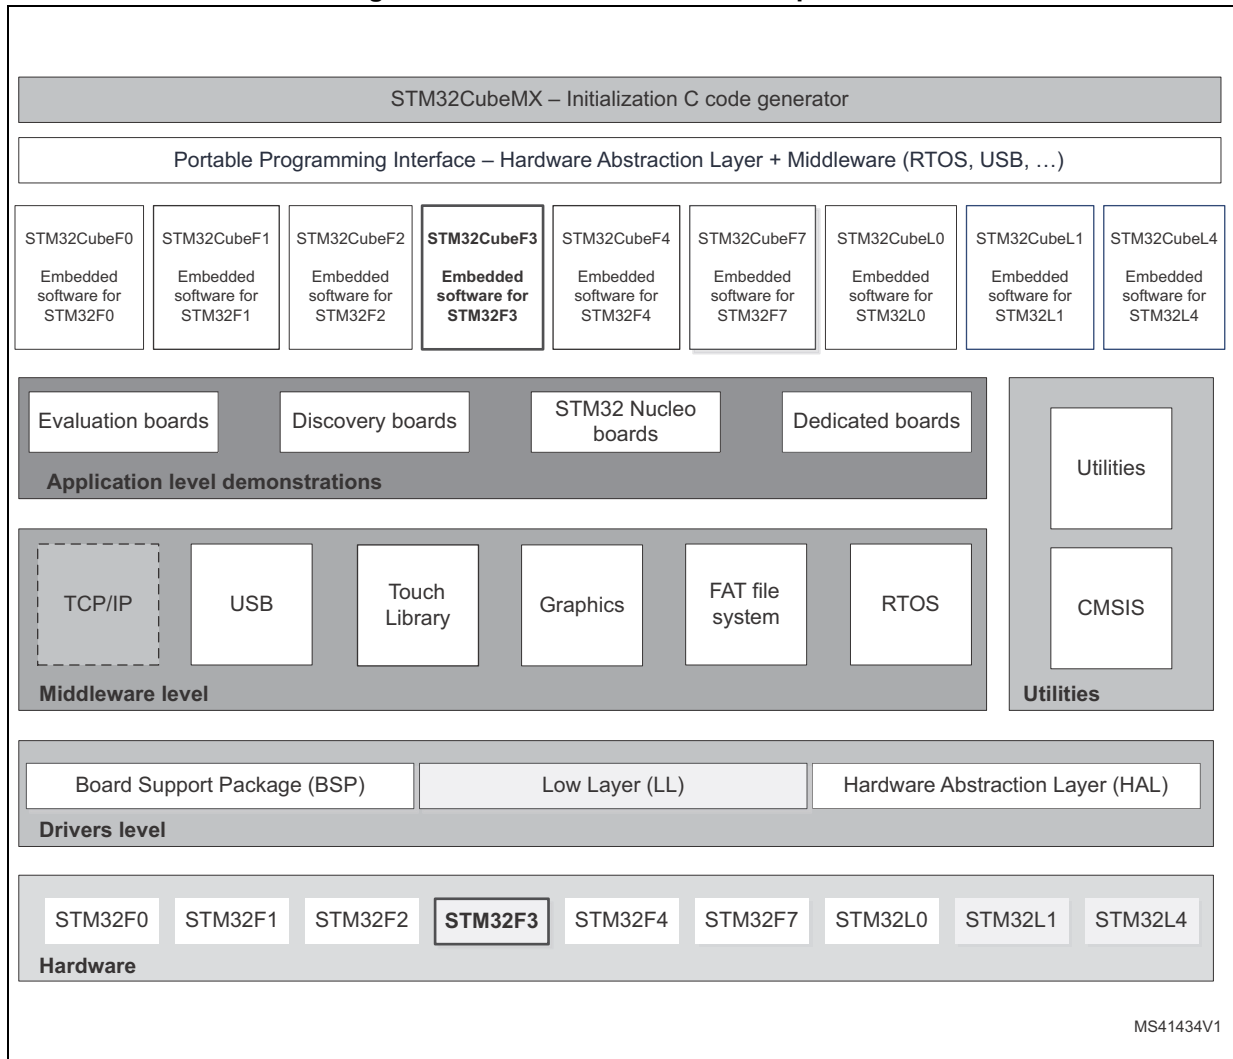 STM32CubeMX – Initialization C code generator
Portable Programming Interface – Hardware Abstraction Layer + Middleware (RTOS, USB, …)
STM32CubeF0
Embedded
software for
STM32F0
STM32CubeF1
Embedded
software for
STM32F1
STM32CubeF2
Embedded
software for
STM32F2
STM32CubeF3
Embedded
software for
STM32F3
STM32CubeF4
Embedded
software for
STM32F4
STM32CubeF7
Embedded
software for
STM32F7
STM32CubeL0
Embedded
software for
STM32L0
STM32CubeL1
Embedded
software for
STM32L1
STM32CubeL4
Embedded
software for
STM32L4
Evaluation boards
Discovery boards
STM32 Nucleo
boards
Dedicated boards
Application level demonstrations
TCP/IP
USB
Touch
Library
Graphics
FAT file
system
RTOS
Middleware level
Utilities
CMSIS
Utilities
Board Support Package (BSP)
Low Layer (LL)
Hardware Abstraction Layer (HAL)
Drivers level
STM32F0
STM32F1
STM32F2
STM32F3
STM32F4
STM32F7
STM32L0
STM32L1
STM32L4
Hardware
MS41434V1